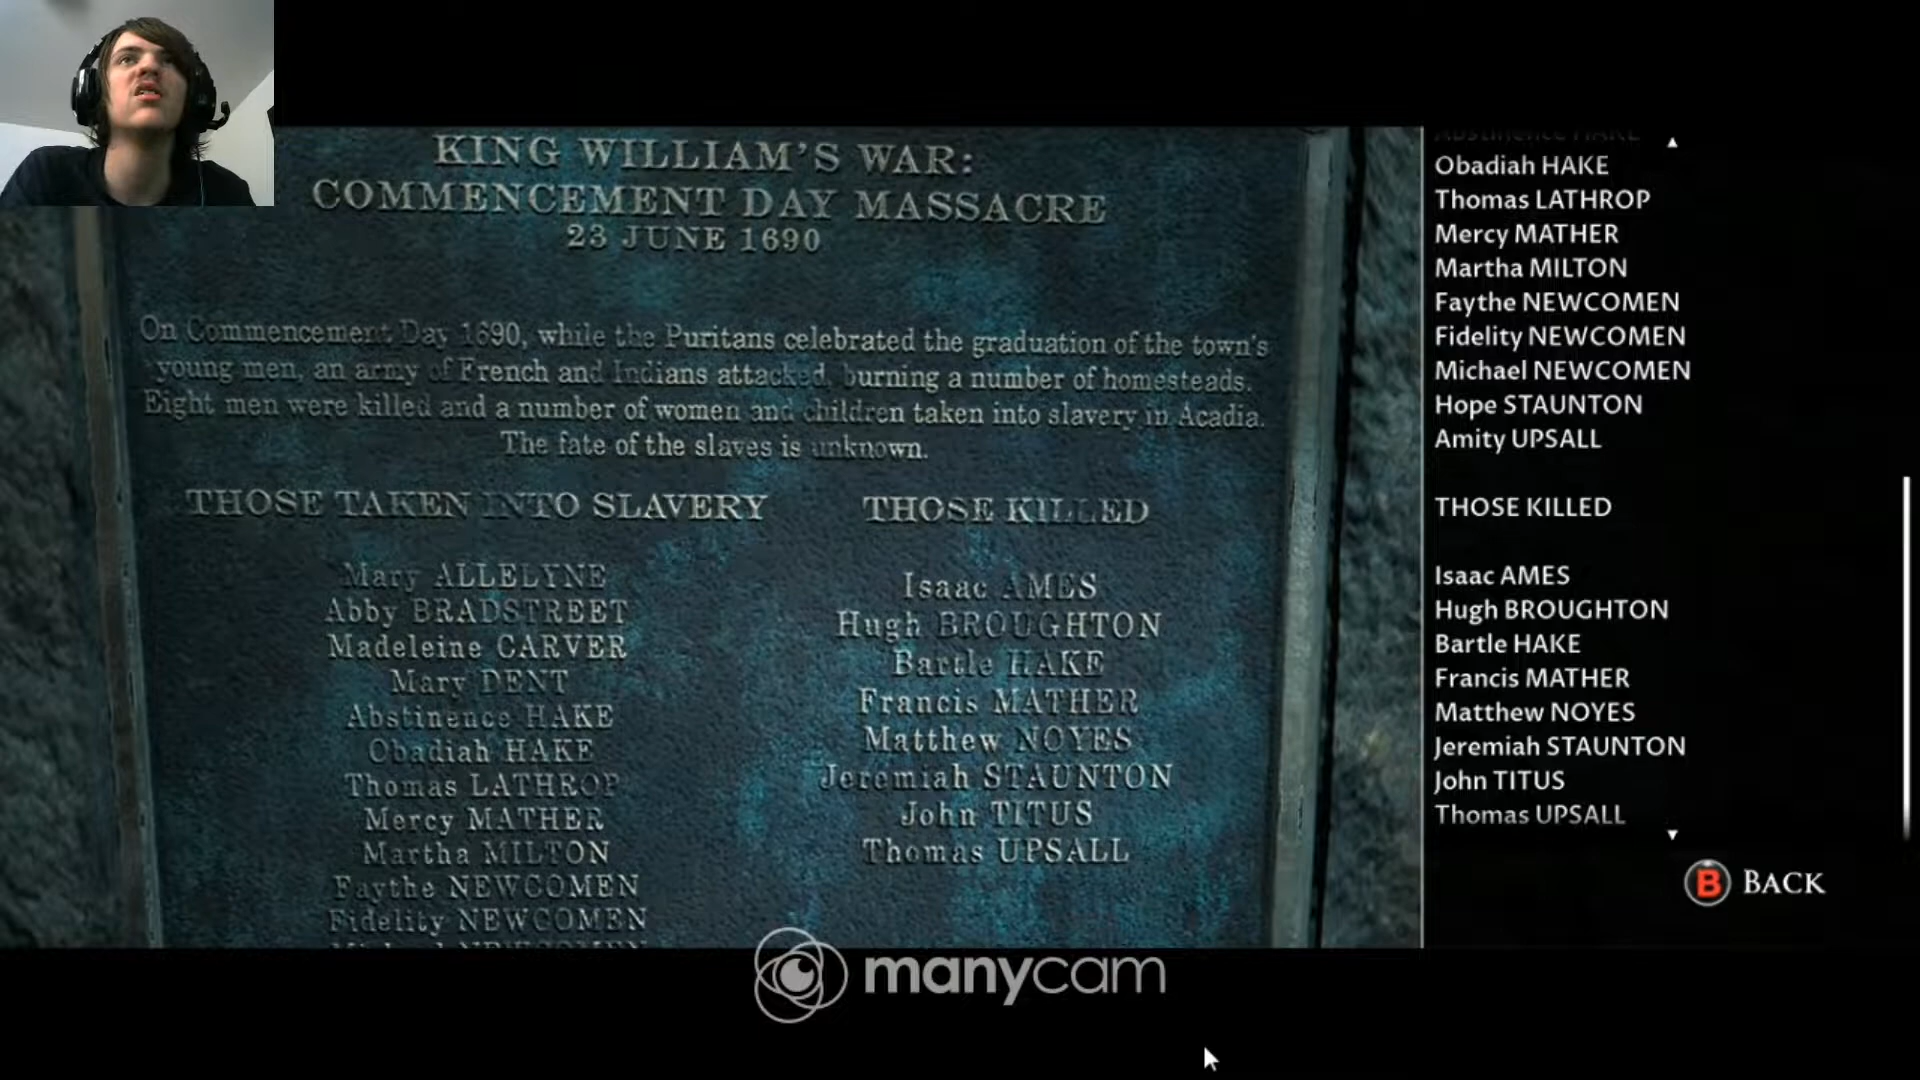 KING WILLIAM'S WAR:
COMMENCEMENT DAY MASSACRE
23 JUNE 1690
On Commencement Day 1690, while the Puritans celebrated the graduation of the town's
young men, an army of French and Indians attacked, burning a number of homesteads.
Eight men were killed and a number of women and children taken into slavery in Acadia.
The fate of the slaves is unknown.
THOSE TAKEN INTO SLAVERY
Mary ALLELYNE
Abby BRADSTREET
Madeleine CARVER
Mary DENT
Abstinence HAKE
Obadiah HAKE
Thomas LATHROP
Mercy MATHER
Martha MILTON
Faythe NEWCOMEN
Fidelity NEWCOMEN
Michael NEWCOMEN
THOSE KILLED
Isaac AMES
Hugh BROUGHTON
Bartle HAKE
Francis MATHER
Matthew NOYES
Jeremiah STAUNTON
John TITUS
Thomas UPSALL
Abstinence HAKE
Obadiah HAKE
Thomas LATHROP
Mercy MATHER
Martha MILTON
Faythe NEWCOMEN
Fidelity NEWCOMEN
Michael NEWCOMEN
Hope STAUNTON
Amity UPSALL
THOSE KILLED
Isaac AMES
Hugh BROUGHTON
Bartle HAKE
Francis MATHER
Matthew NOYES
Jeremiah STAUNTON
John TITUS
Thomas UPSALL
B BACK
manycam